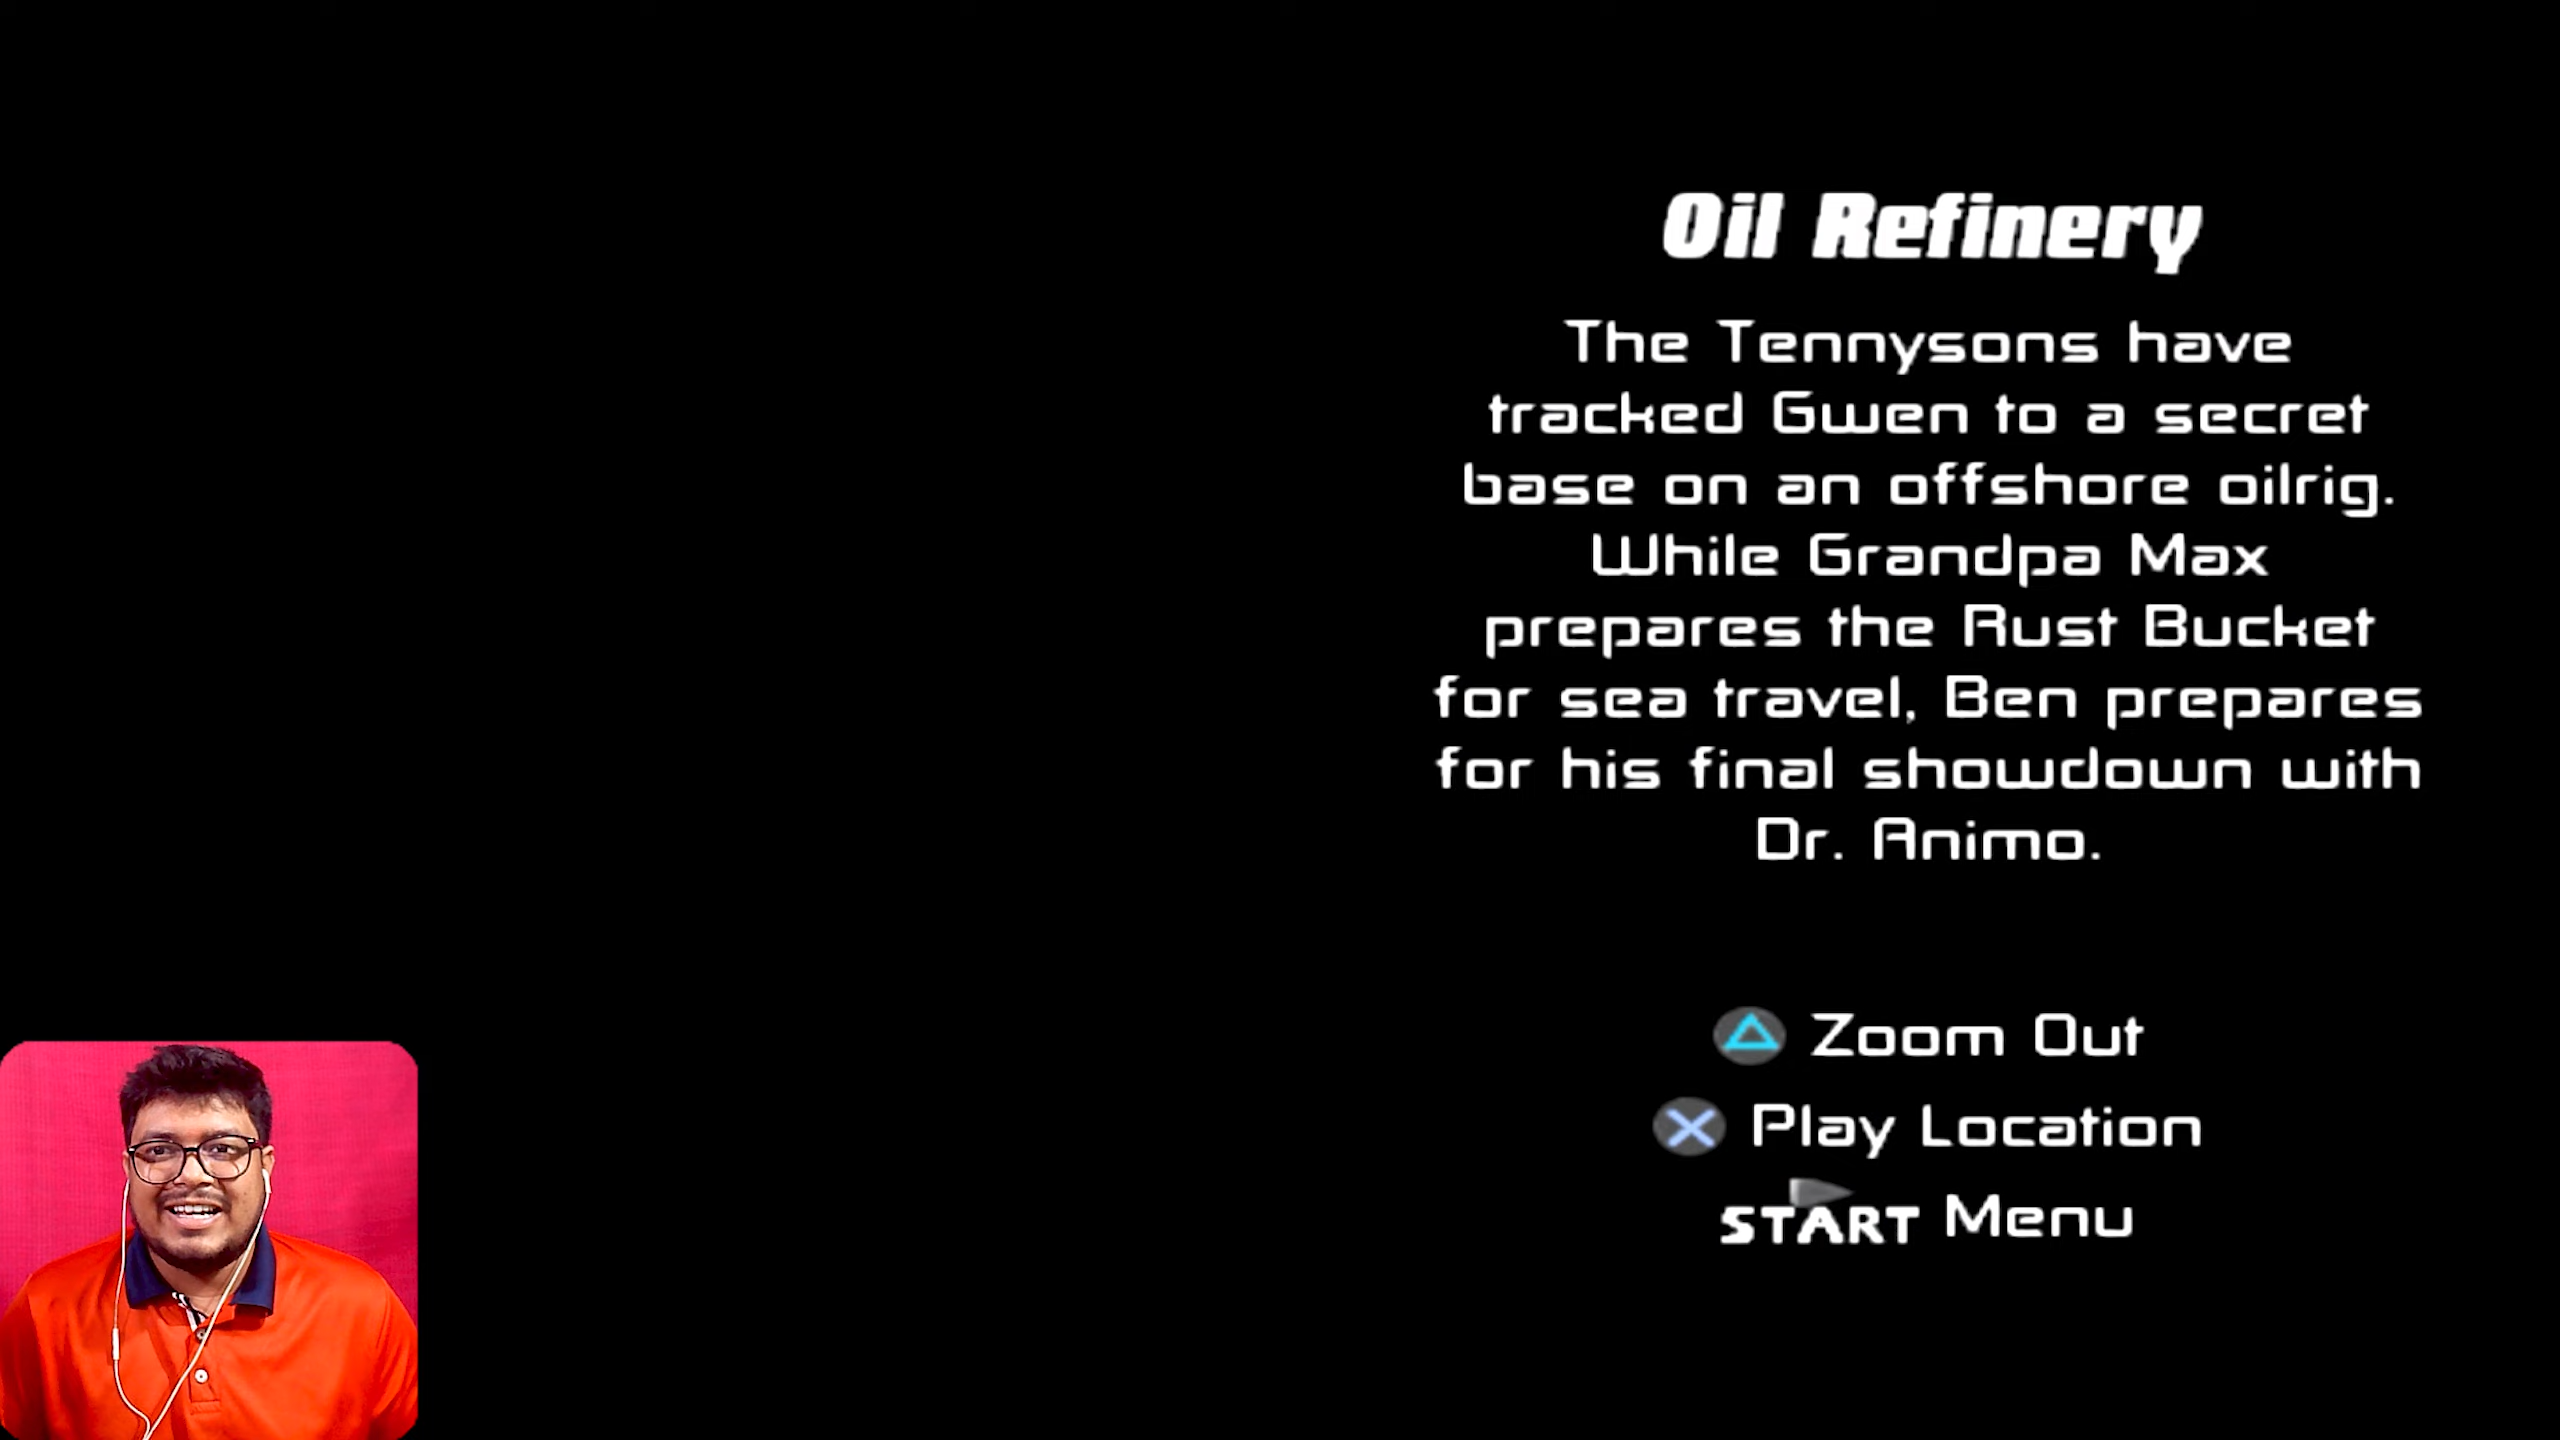 Oil Refinery
The Tennysons have
tracked Gwen to a secret
base on an offshore oilrig.
While Grandpa Max
prepares the Rust Bucket
for sea travel, Ben prepares
for his final showdown with
Dr. Animo.
Zoom Out
Play Location
START Menu